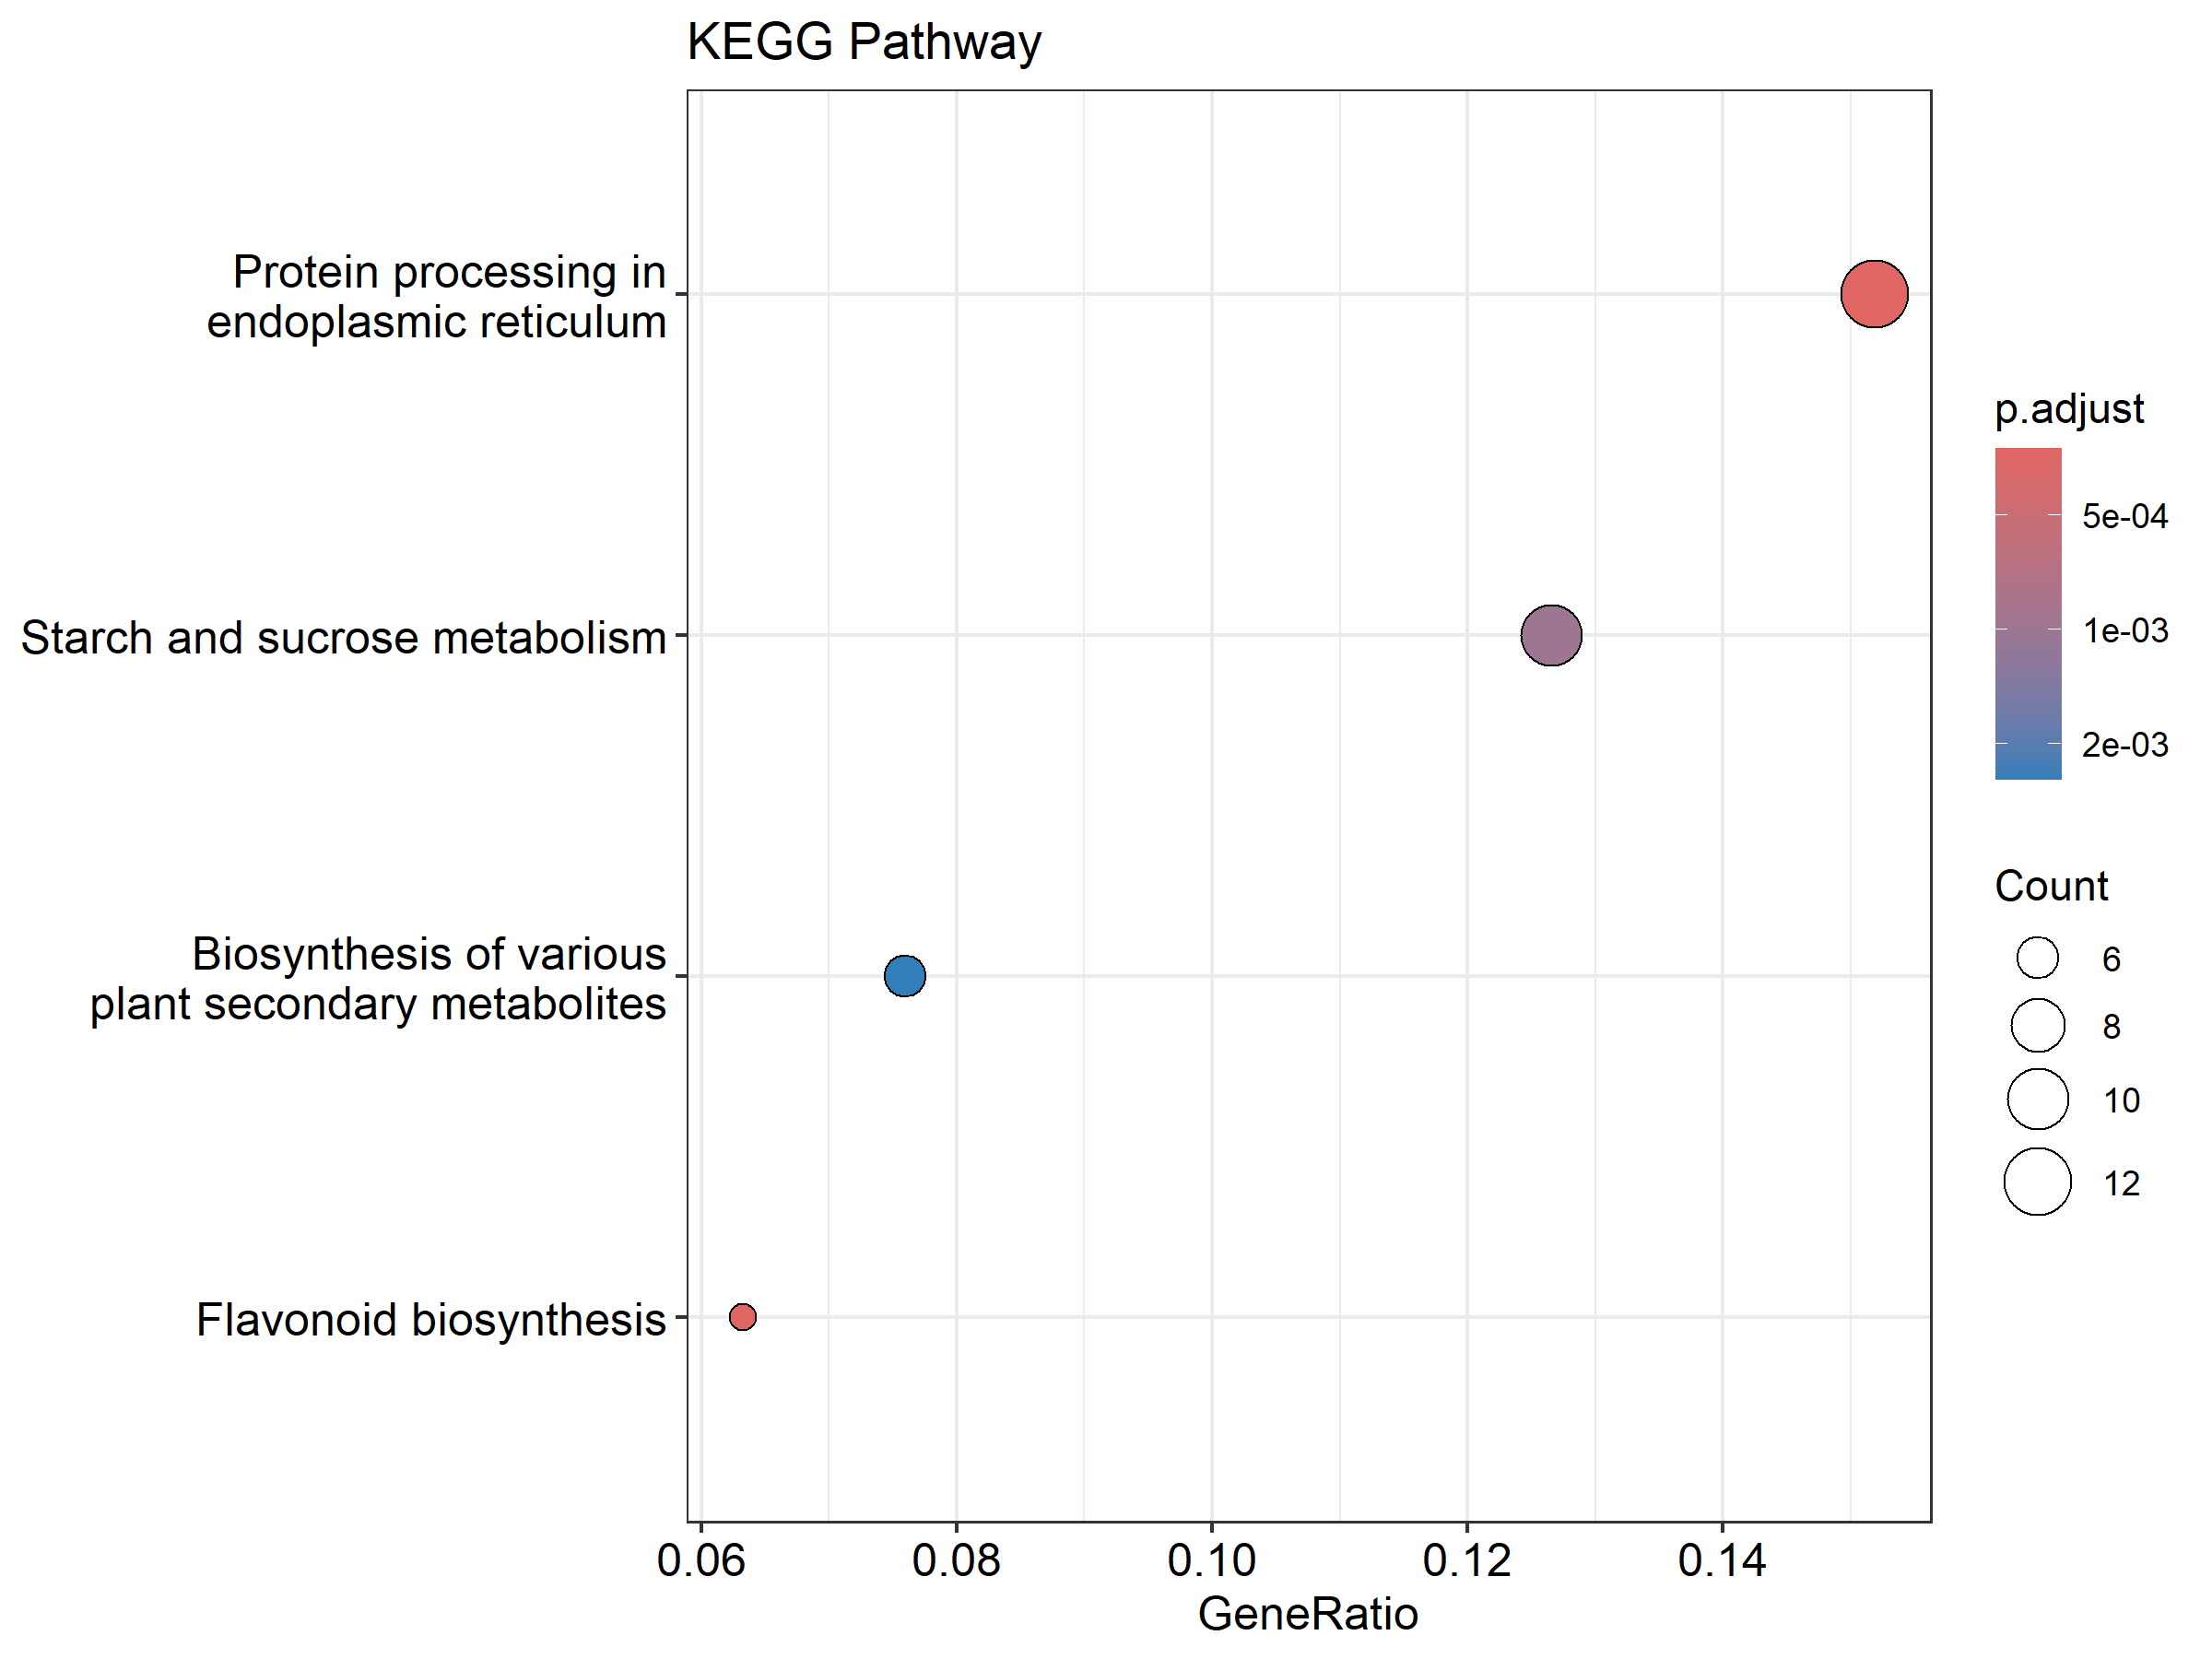 KEGG Pathway
Protein processing in
endoplasmic reticulum
Starch and sucrose metabolism
Biosynthesis of various
plant secondary metabolites
Flavonoid biosynthesis
0.06
0.08
0.10
0.12
0.14
GeneRatio
p.adjust
5e-04
1e-03
2e-03
Count
6
8
10
12